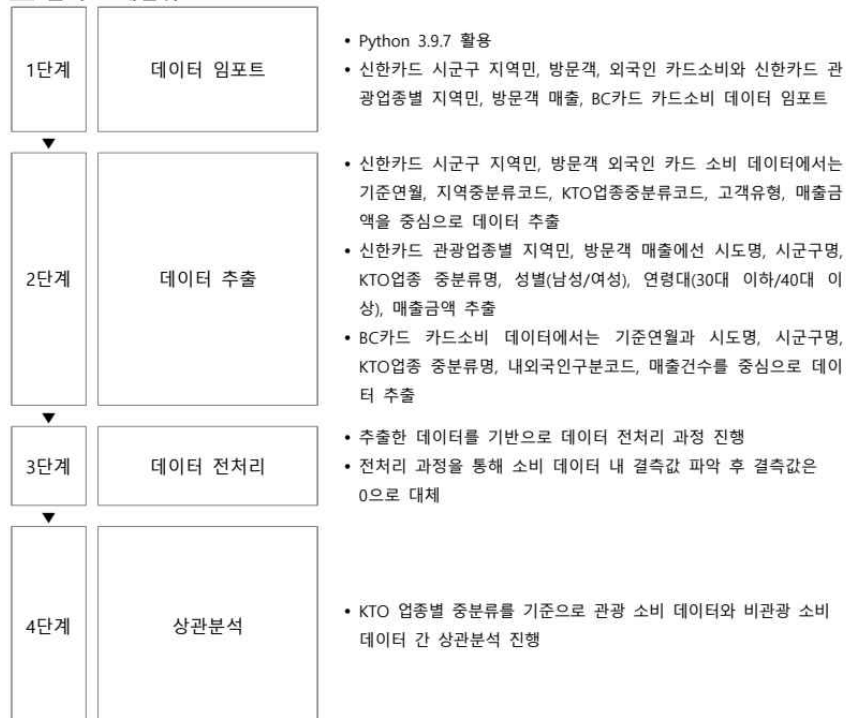 1단계
데이터 임포트
• Python 3.9.7 활용
• 신한카드 시군구 지역민, 방문객, 외국인 카드소비와 신한카드 관
광업종별 지역민, 방문객 매출, BC카드 카드소비 데이터 임포트
▼
2단계
데이터 추출
• 신한카드 시군구 지역민, 방문객 외국인 카드 소비 데이터에서는
기준연월, 지역중분류코드, KTO업종중분류코드, 고객유형, 매출금
액을 중심으로 데이터 추출
• 신한카드 관광업종별 지역민, 방문객 매출에선 시도명, 시군구명,
KTO업종 중분류명, 성별(남성/여성), 연령대(30대 이하/40대 이
상), 매출금액 추출
• BC카드 카드소비 데이터에서는 기준연월과 시도명, 시군구명,
KTO업종 중분류명, 내외국인구분코드, 매출건수를 중심으로 데이
터 추출
▼
3단계
데이터 전처리
• 추출한 데이터를 기반으로 데이터 전처리 과정 진행
• 전처리 과정을 통해 소비 데이터 내 결측값 파악 후 결측값은
0으로 대체
▼
4단계
상관분석
• KTO 업종별 중분류를 기준으로 관광 소비 데이터와 비관광 소비
데이터 간 상관분석 진행